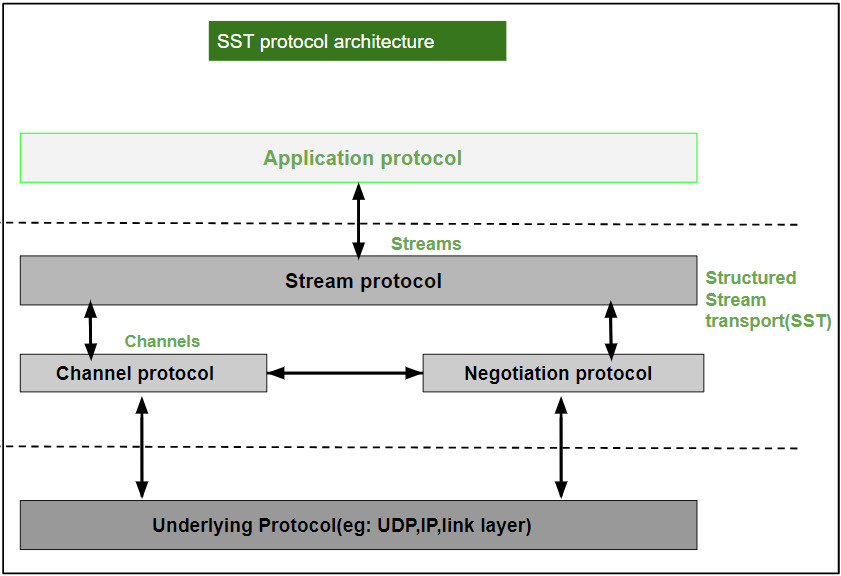 SST protocol architecture
Application protocol
Streams
Stream protocol
Structured
Stream
transport(SST)
Channels
Channel protocol
Negotiation protocol
Underlying Protocol(eg: UDP,IP,link layer)